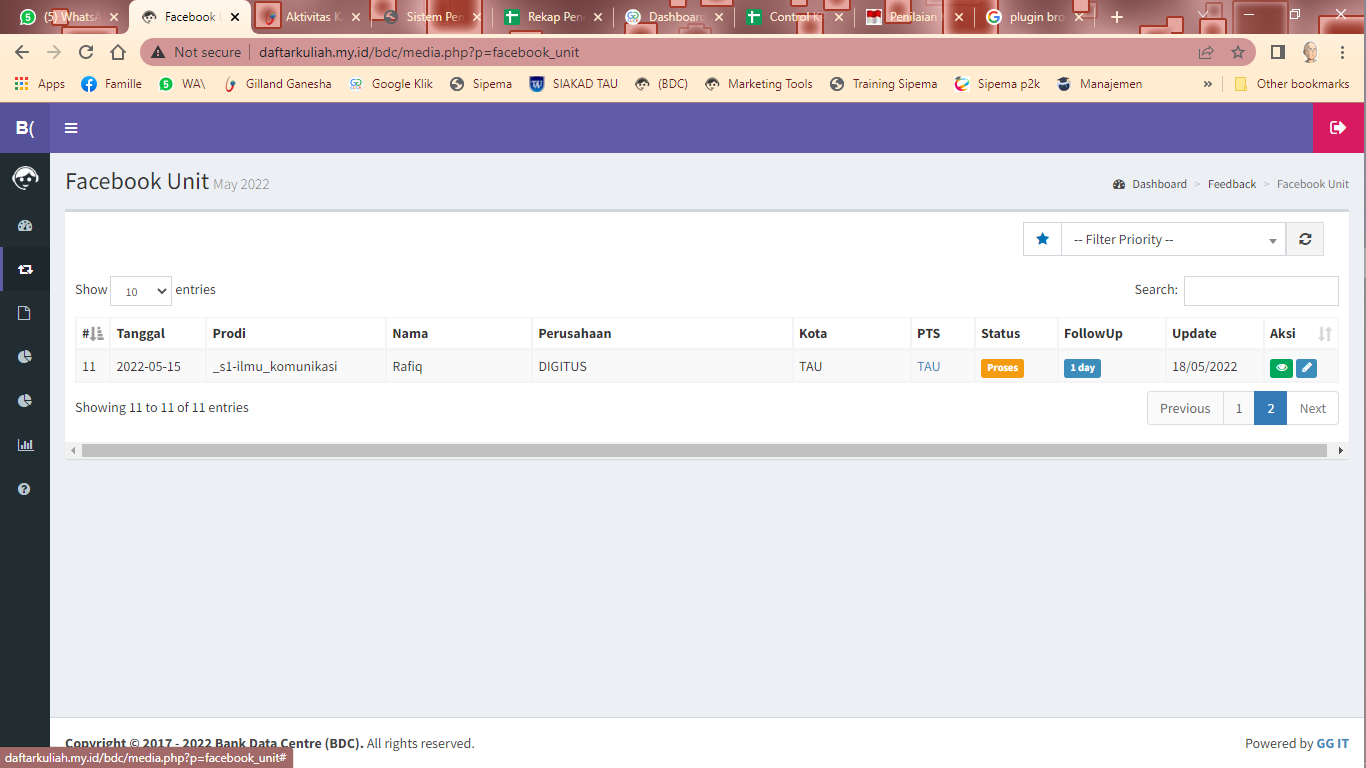 (5) WhatsA
Facebook U
Aktivitas K
Sistem Pen
Rekap Pen
Dashboard
Control K
Penilaian
plugin bro
Not secure daftarkuliah.my.id/bdc/media.php?p=facebook_unit
Apps Famille WA\ Gilland Ganesha Google Klik Sipema SIAKAD TAU (BDC) Marketing Tools Training Sipema Sipema p2k Manajemen » Other bookmarks
B(
Facebook Unit May 2022
Dashboard > Feedback > Facebook Unit
-- Filter Priority --
Show 10 entries
Search:
# Tanggal Prodi Nama Perusahaan Kota PTS Status FollowUp Update Aksi
11 2022-05-15 _s1-ilmu_komunikasi Rafiq DIGITUS TAU TAU Proses 1 day 18/05/2022
Showing 11 to 11 of 11 entries
Previous 1 2 Next
Copyright © 2017 - 2022 Bank Data Centre (BDC). All rights reserved.
Powered by GG IT
daftarkuliah.my.id/bdc/media.php?p=facebook_unit#